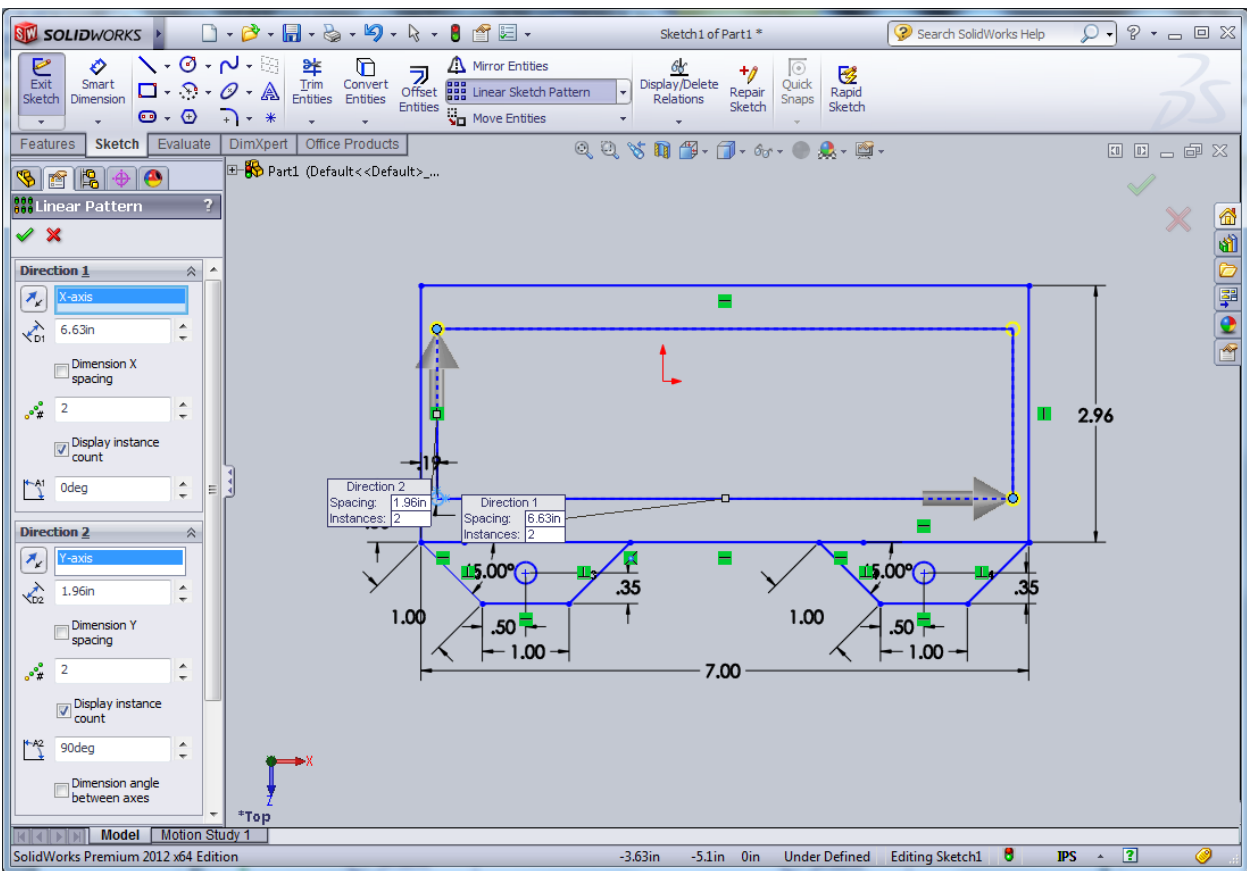 SOLIDWORKS
Sketch1 of Part1 *
Search SolidWorks Help
Exit Sketch
Smart Dimension
Trim Entities
Convert Entities
Offset Entities
Mirror Entities
Linear Sketch Pattern
Move Entities
Display/Delete Relations
Repair Sketch
Quick Snaps
Rapid Sketch
Features Sketch Evaluate DimXpert Office Products
Part1 (Default<<Default>_...
Linear Pattern ?
Direction 1
X-axis
D1 6.63in
Dimension X spacing
# 2
Display instance count
A1 0deg
Direction 2
Y-axis
D2 1.96in
Dimension Y spacing
# 2
Display instance count
A2 90deg
Dimension angle between axes
2.96
.19
Direction 2
Spacing: 1.96in
Instances: 2
Direction 1
Spacing: 6.63in
Instances: 2
.35
1.00
.50
1.00
.35
1.00
.50
1.00
7.00
X
Z
*Top
Model Motion Study 1
SolidWorks Premium 2012 x64 Edition
-3.63in -5.1in 0in Under Defined Editing Sketch1 IPS